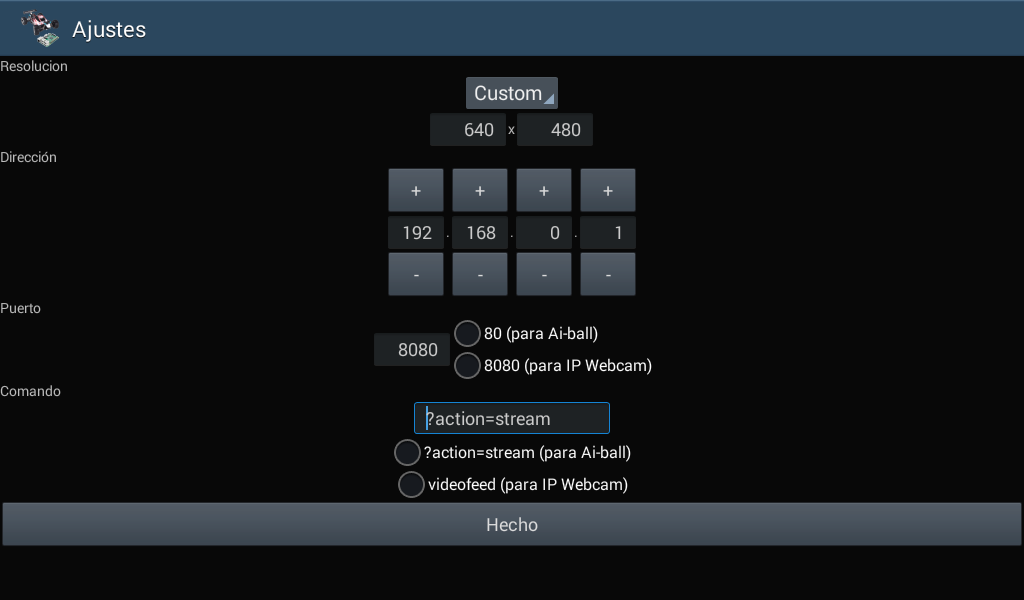 Ajustes
Resolucion
Custom
640 x 480
Dirección
+ + + +
192 . 168 . 0 . 1
- - - -
Puerto
80 (para Ai-ball)
8080
8080 (para IP Webcam)
Comando
?action=stream
?action=stream (para Ai-ball)
videofeed (para IP Webcam)
Hecho